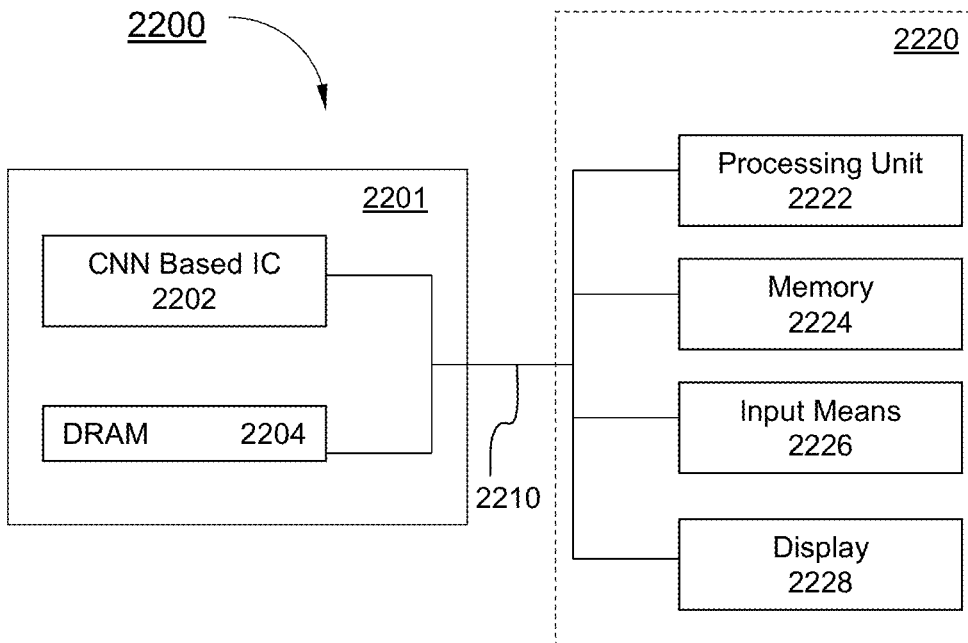 2200
2220
2201
CNN Based IC
2202
DRAM 2204
2210
Processing Unit
2222
Memory
2224
Input Means
2226
Display
2228